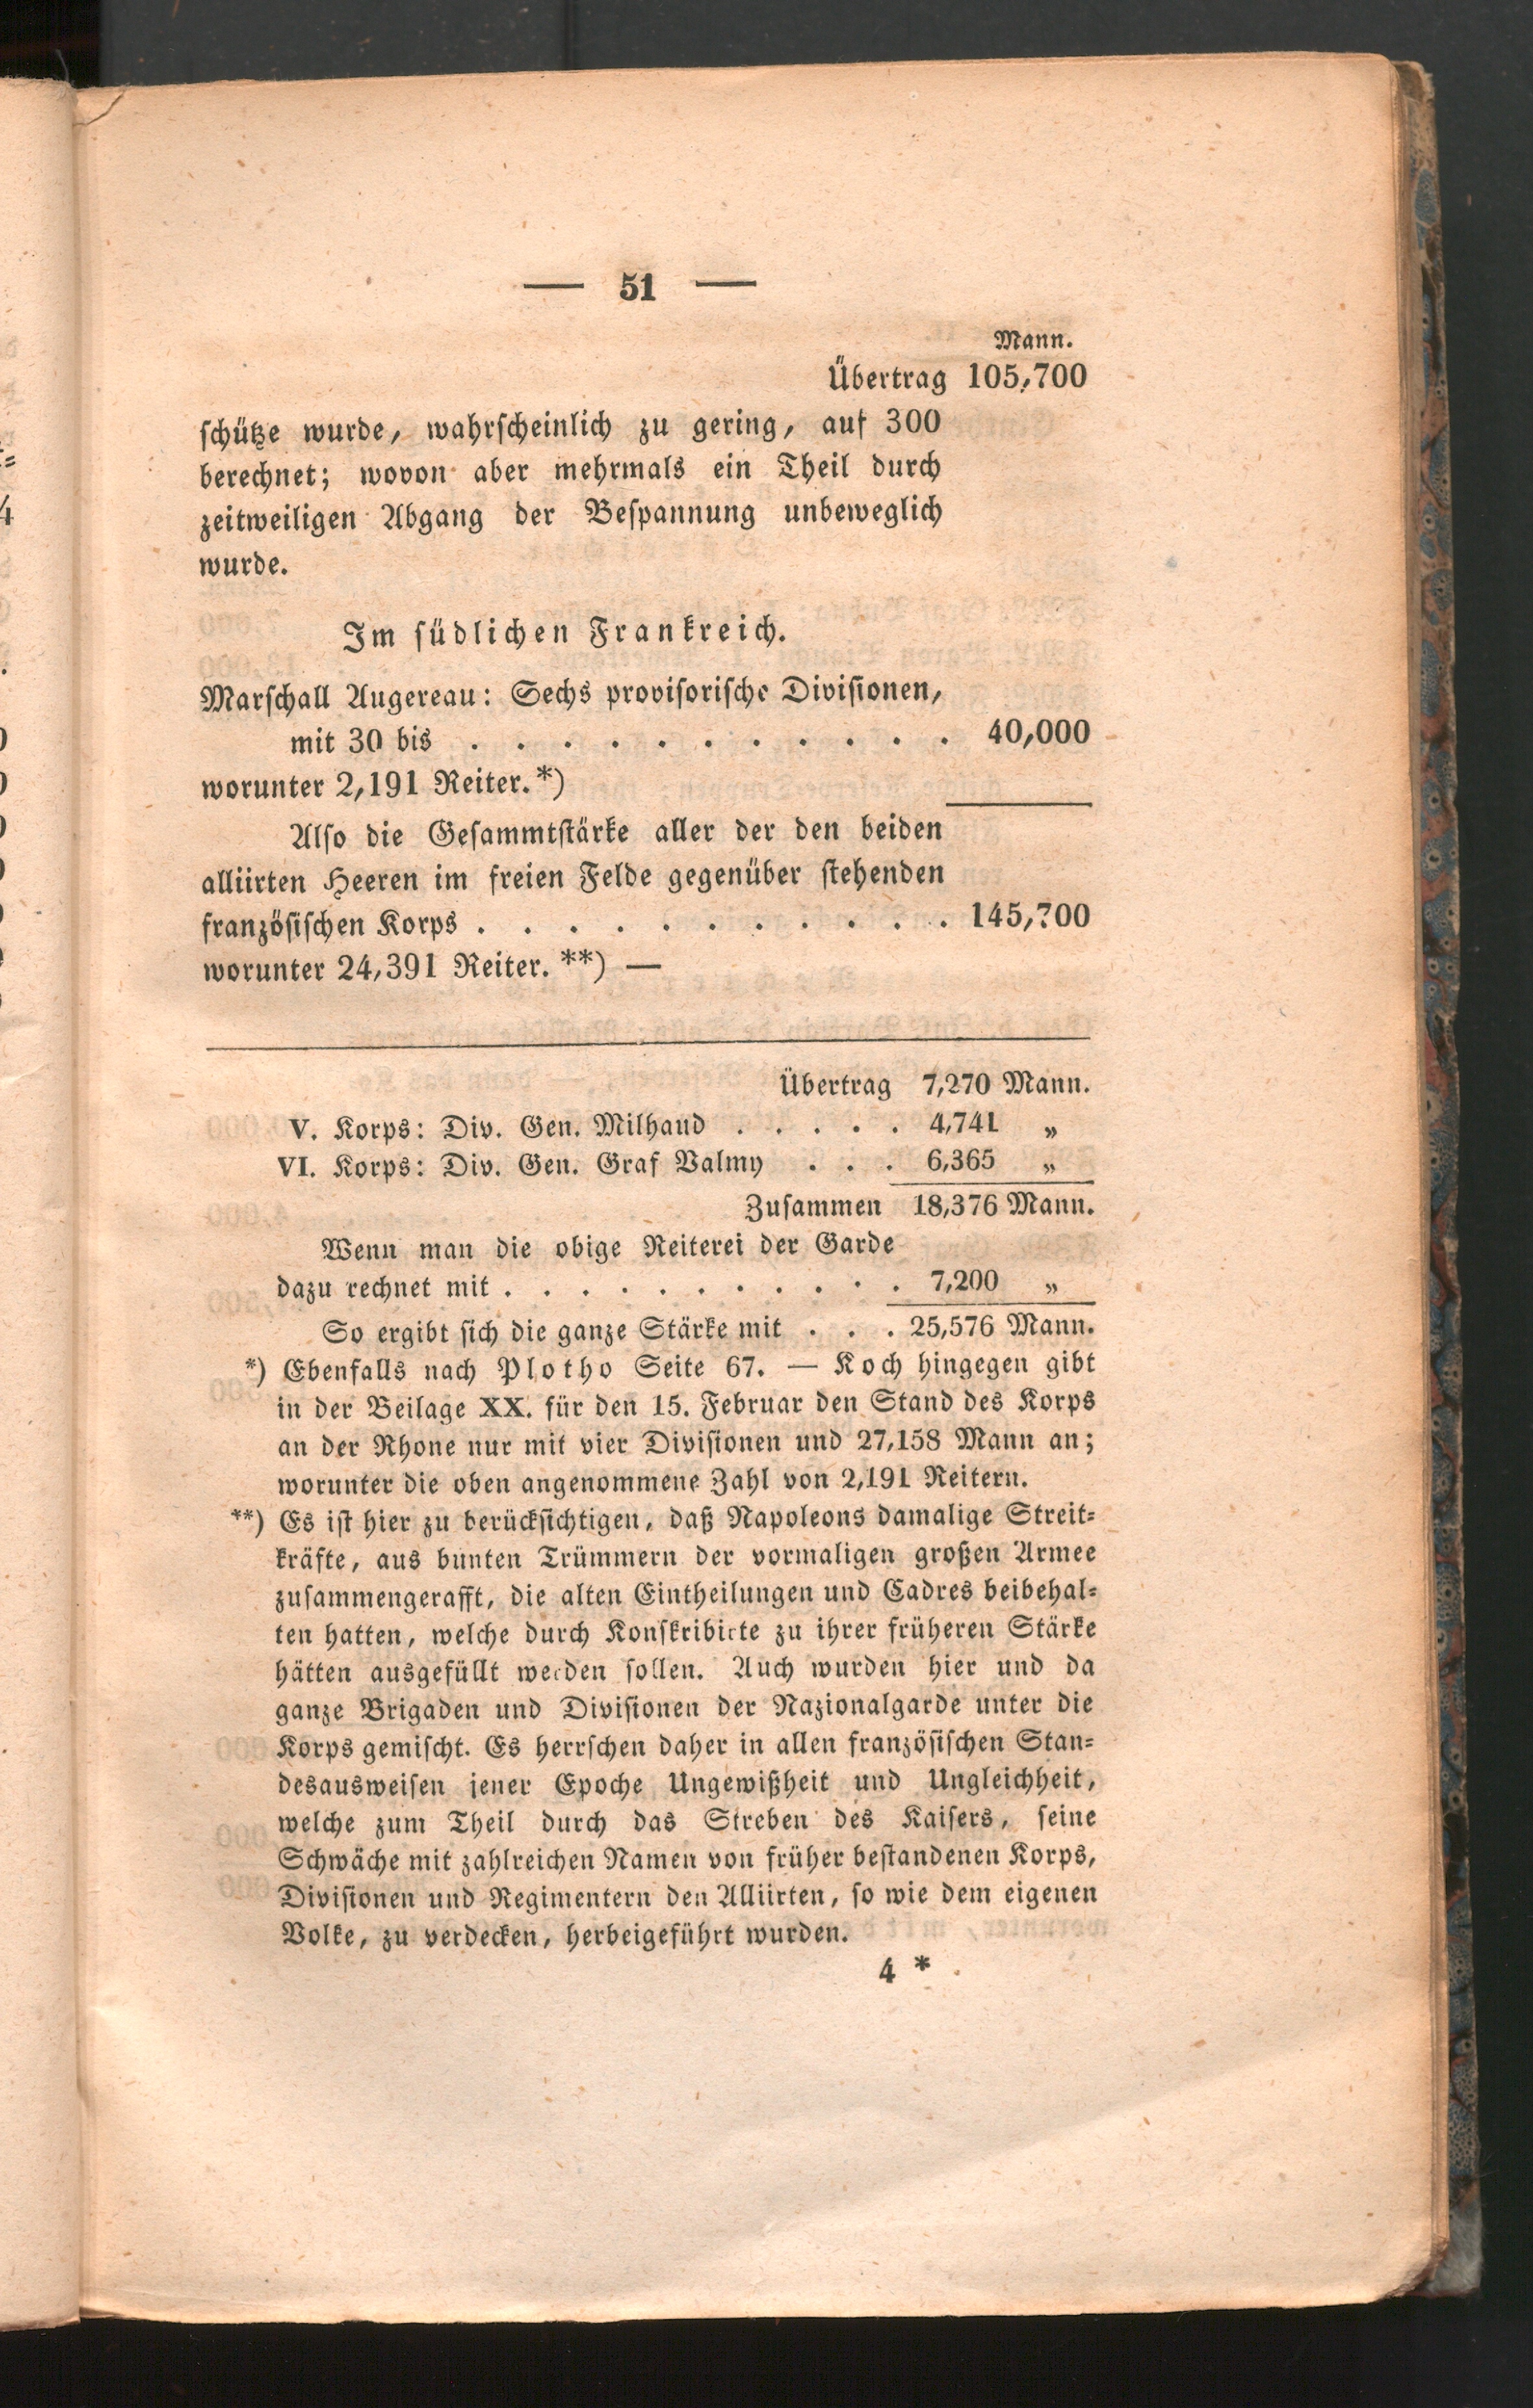 — 51 —
Mann.
Übertrag 105,700
schütze wurde, wahrscheinlich zu gering, auf 300
berechnet; wovon aber mehrmals ein Theil durch
zeitweiligen Abgang der Bespannung unbeweglich
wurde.
Im südlichen Frankreich.
Marschall Augereau: Sechs provisorische Divisionen,
mit 30 bis . . . . . . . . . . . 40,000
worunter 2,191 Reiter.*)
Also die Gesammtstärke aller der den beiden
alliirten Heeren im freien Felde gegenüber stehenden
französischen Korps . . . . . . . . . . . 145,700
worunter 24,391 Reiter. **) —
Übertrag 7,270 Mann.
V. Korps: Div. Gen. Milhaud . . . . . 4,741 „
VI. Korps: Div. Gen. Graf Valmy . . . 6,365 „
Zusammen 18,376 Mann.
Wenn man die obige Reiterei der Garde
dazu rechnet mit . . . . . . . . . . 7,200 „
So ergibt sich die ganze Stärke mit . . . 25,576 Mann.
*) Ebenfalls nach Plotho Seite 67. — Koch hingegen gibt
in der Beilage XX. für den 15. Februar den Stand des Korps
an der Rhone nur mit vier Divisionen und 27,158 Mann an;
worunter die oben angenommene Zahl von 2,191 Reitern.
**) Es ist hier zu berücksichtigen, daß Napoleons damalige Streit-
kräfte, aus bunten Trümmern der vormaligen großen Armee
zusammengerafft, die alten Eintheilungen und Cadres beibehal-
ten hatten, welche durch Konskribirte zu ihrer früheren Stärke
hätten ausgefüllt werden sollen. Auch wurden hier und da
ganze Brigaden und Divisionen der Nazionalgarde unter die
Korps gemischt. Es herrschen daher in allen französischen Stan-
desausweisen jener Epoche Ungewißheit und Ungleichheit,
welche zum Theil durch das Streben des Kaisers, seine
Schwäche mit zahlreichen Namen von früher bestandenen Korps,
Divisionen und Regimentern den Alliirten, so wie dem eigenen
Volke, zu verdecken, herbeigeführt wurden.
4 *